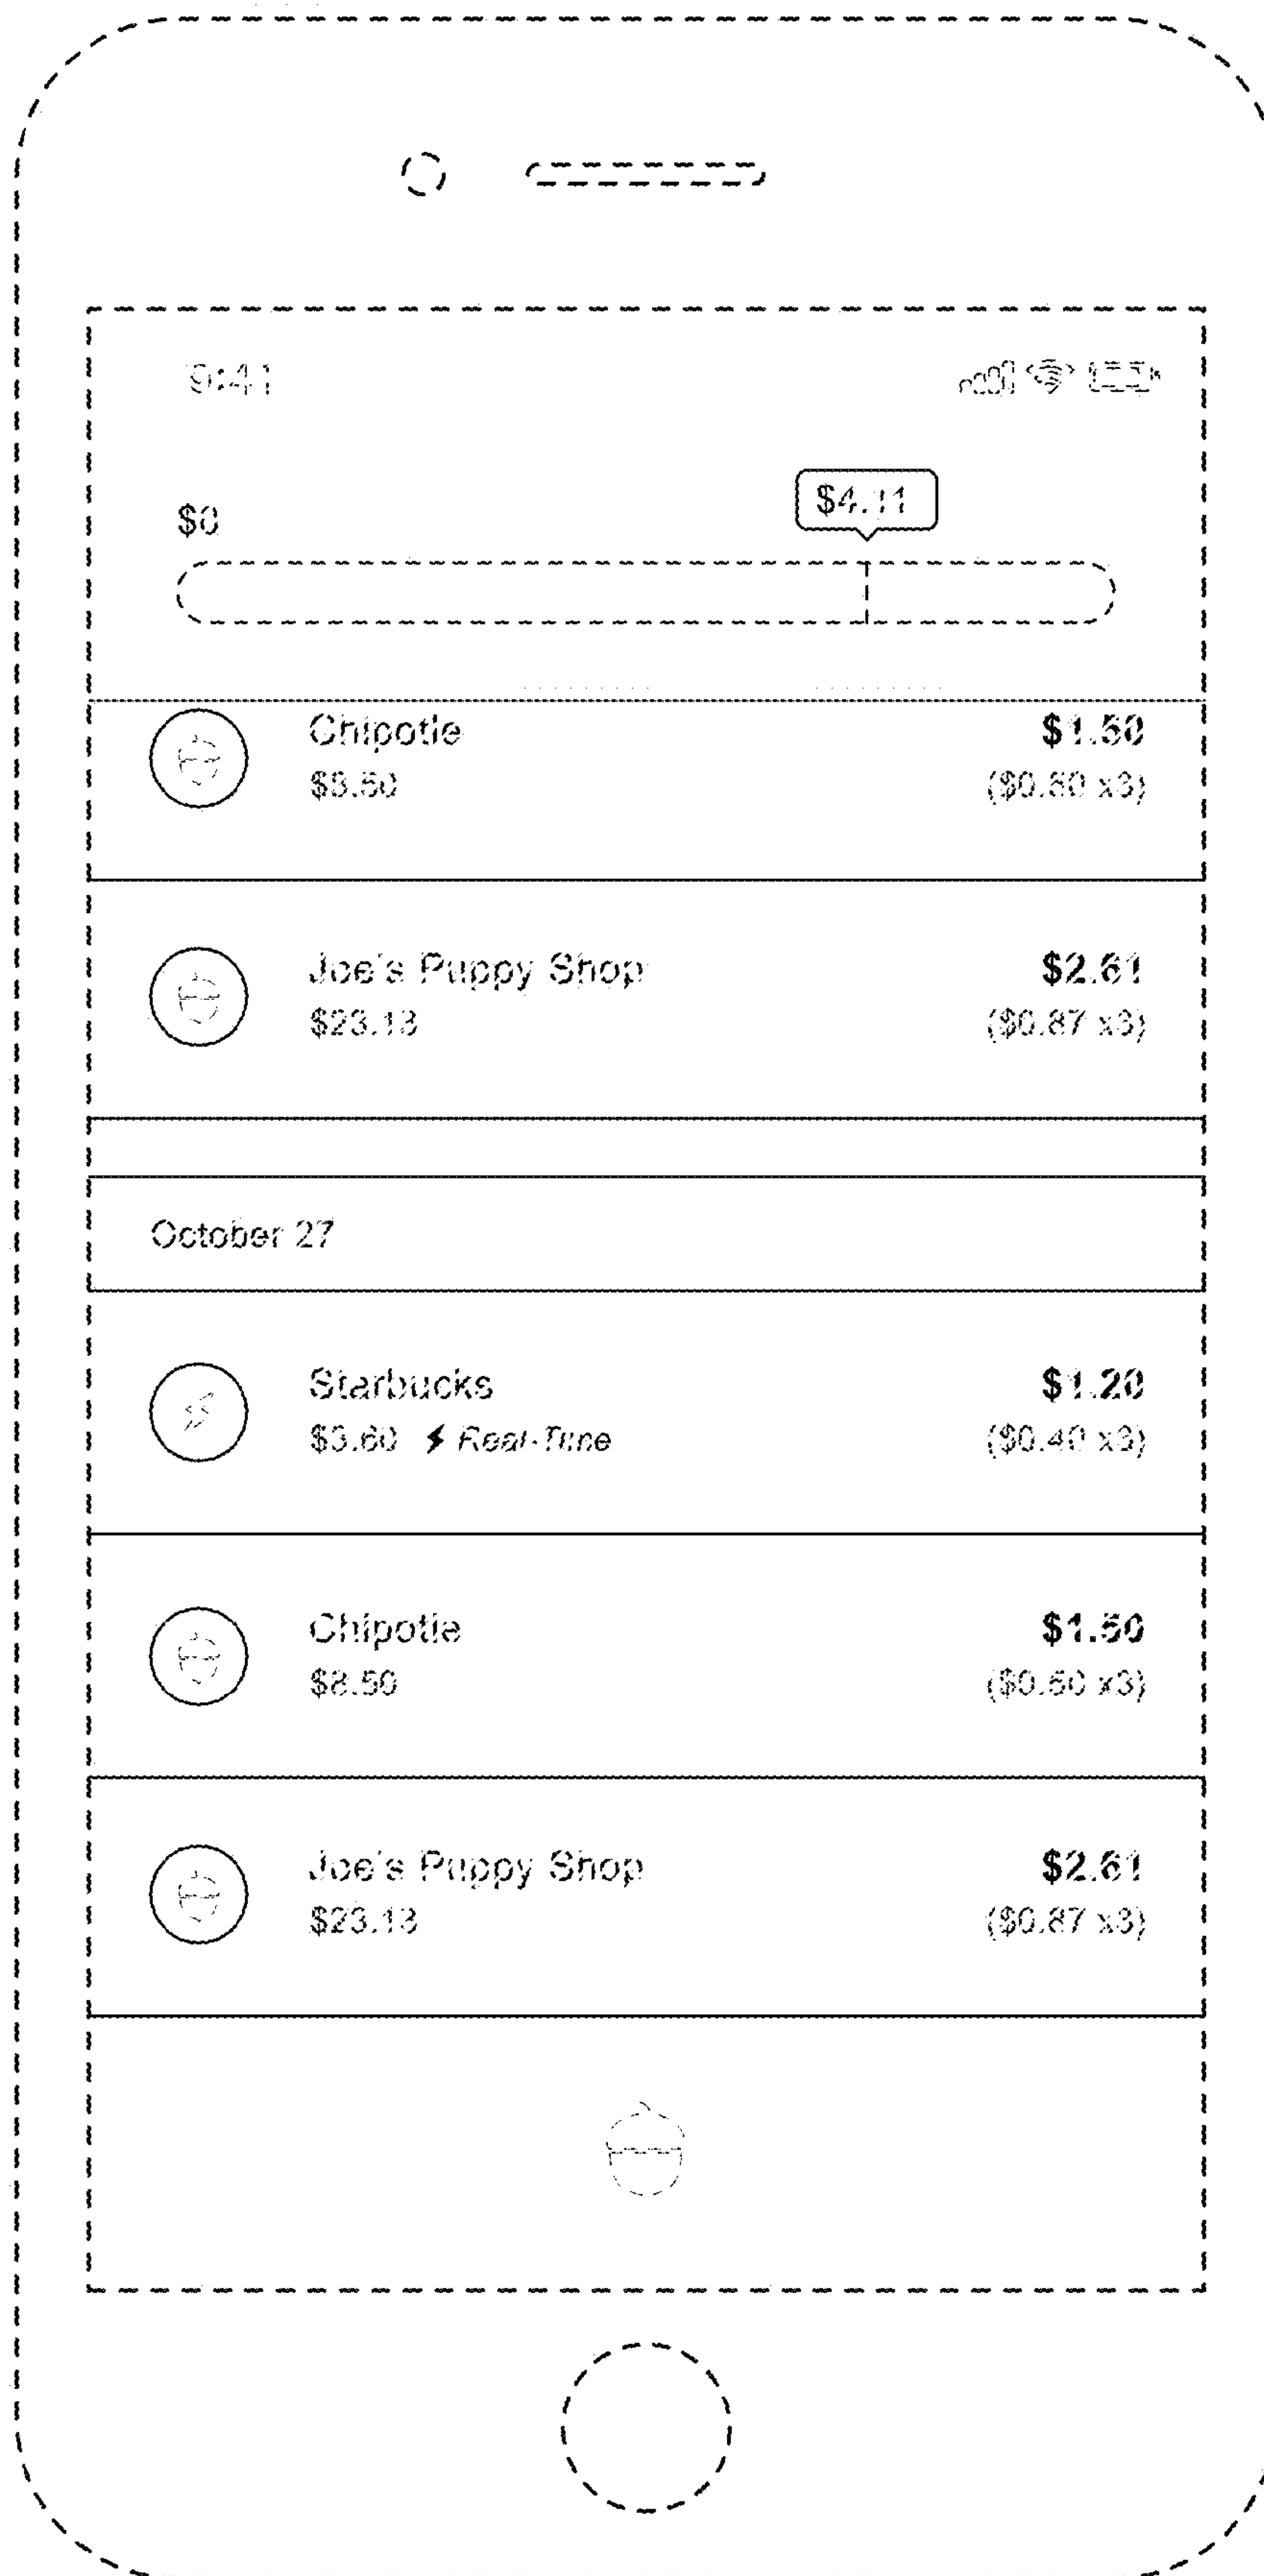 9:41
$4.11
$0
Chipotle $1.50
$8.50 ($0.50 x3)
Joe's Puppy Shop $2.61
$23.13 ($0.87 x3)
October 27
Starbucks $1.20
$3.60 Real-Time ($0.40 x3)
Chipotle $1.50
$8.50 ($0.50 x3)
Joe's Puppy Shop $2.61
$23.13 ($0.87 x3)